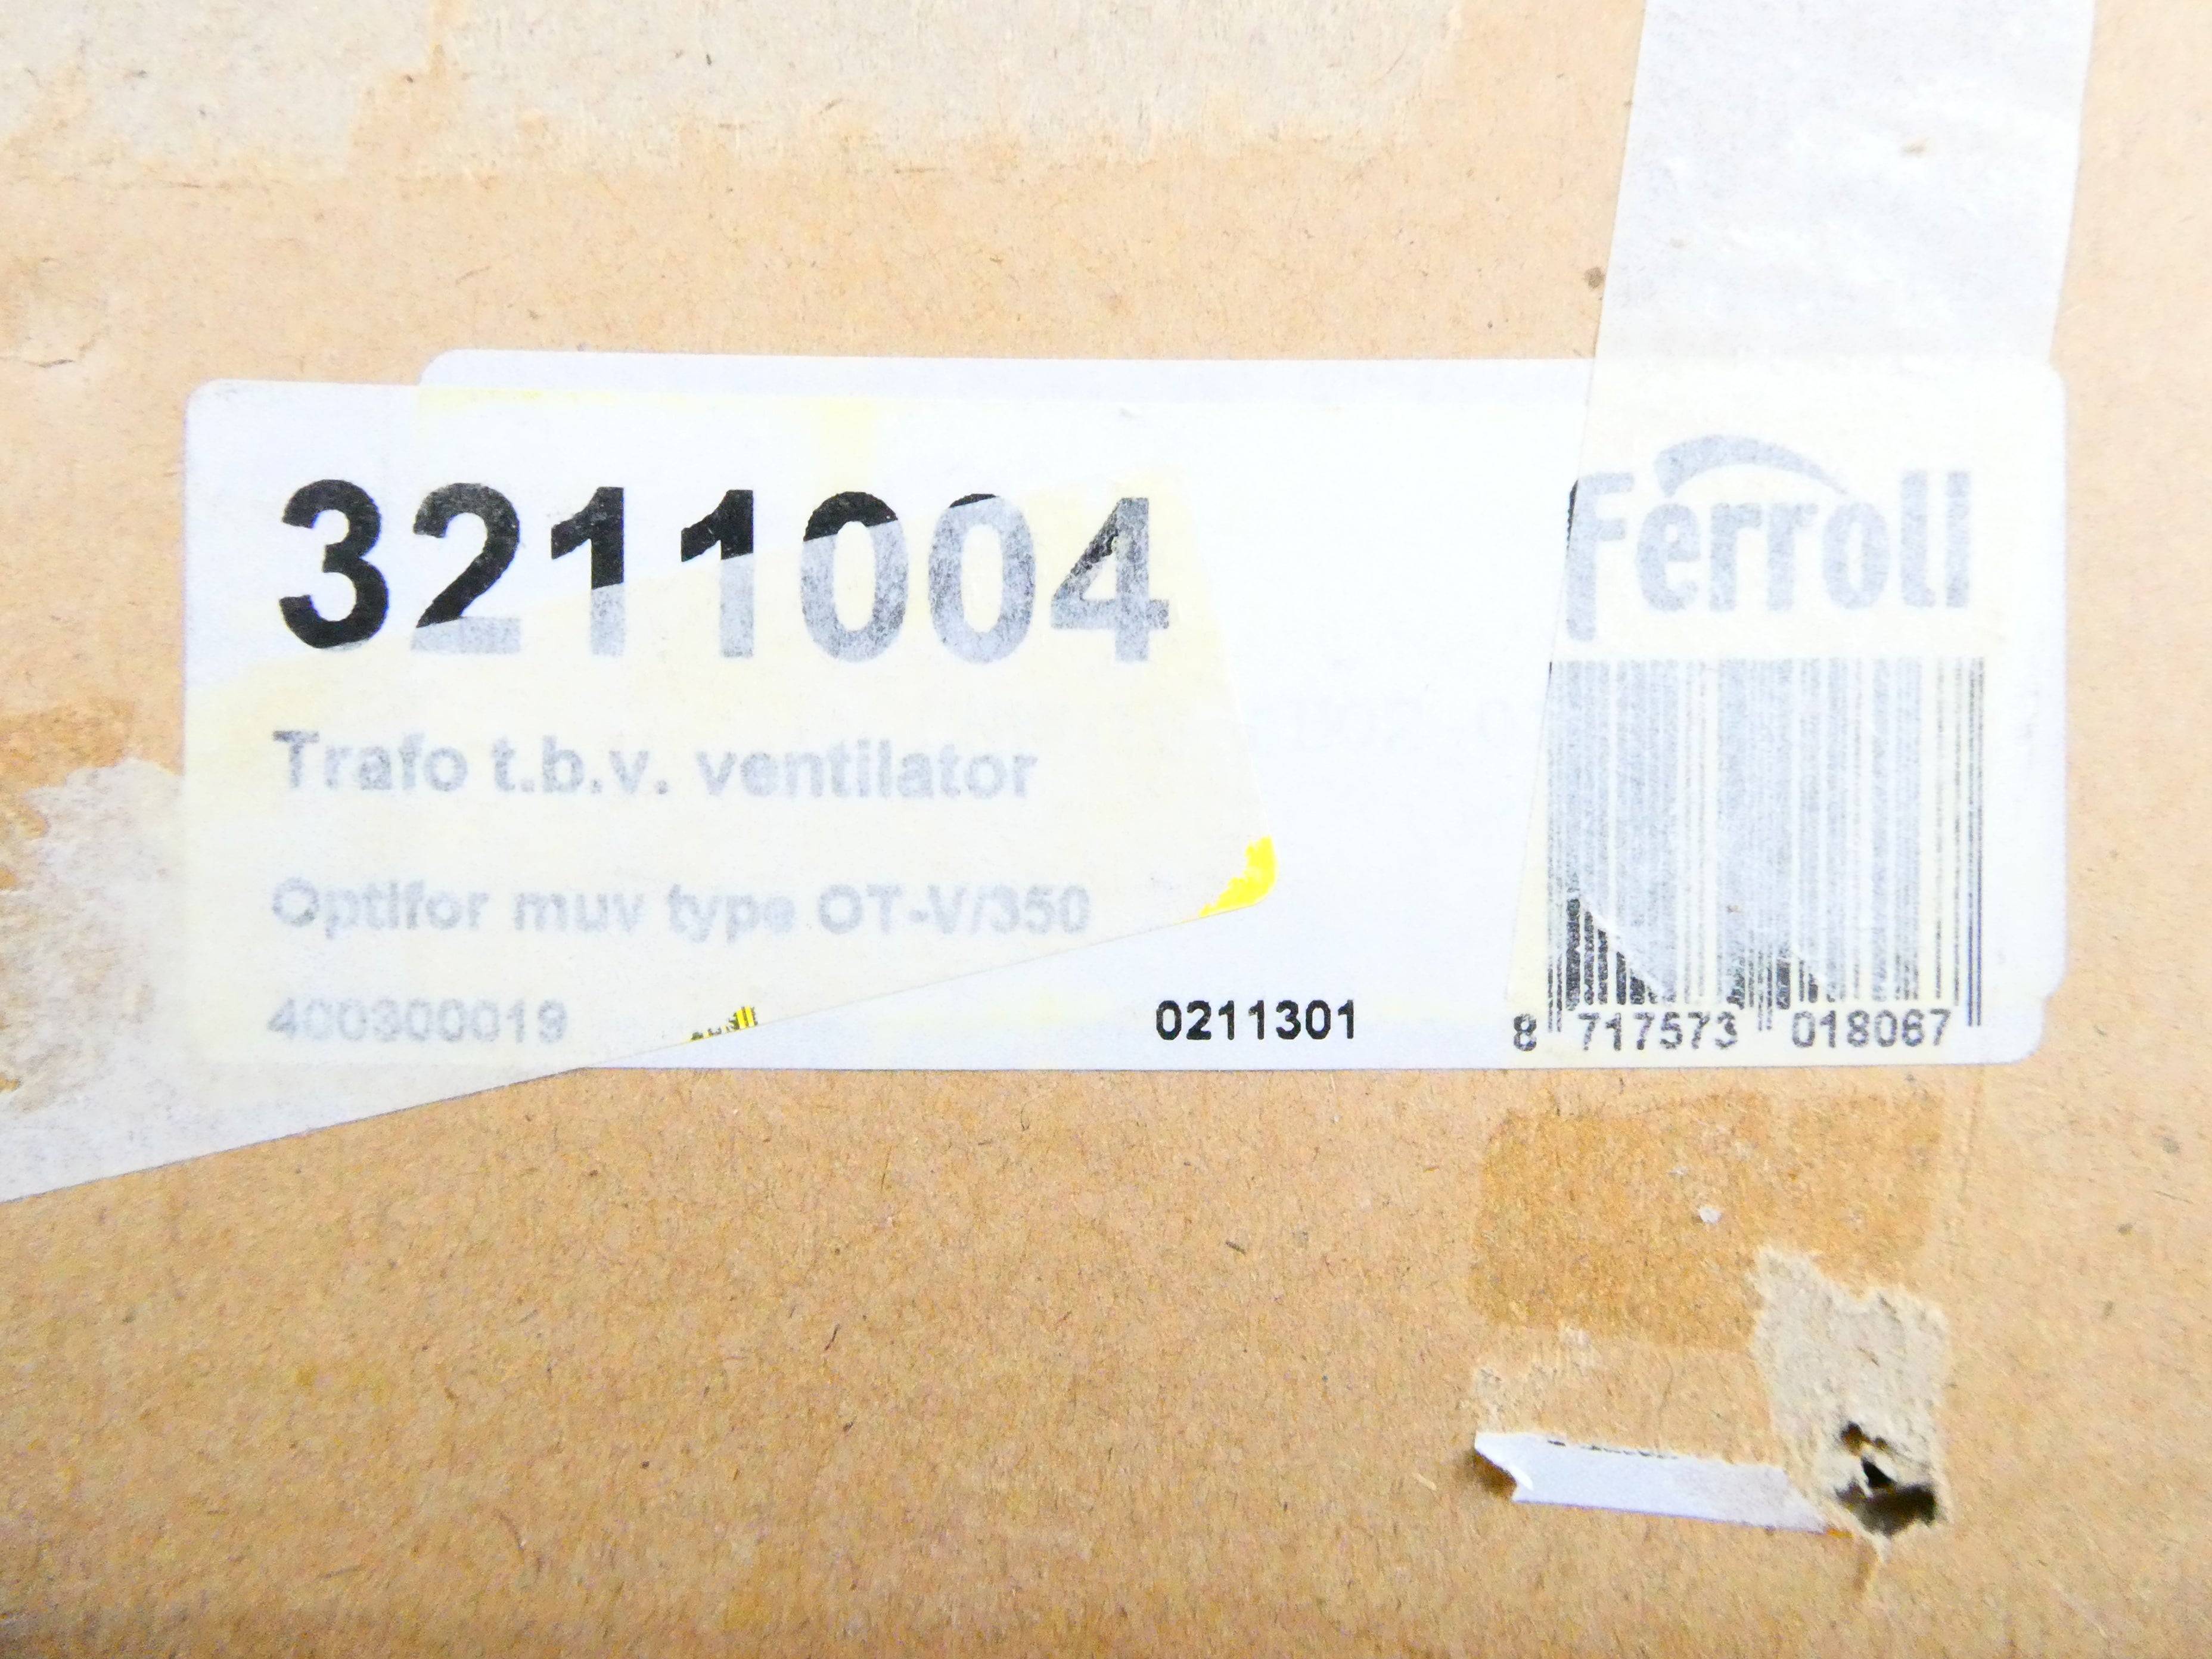 3211004
Ferroli
Trafo t.b.v. ventilator
Optifor muv type OT-V/350
400300019
0211301
8 717573 018067